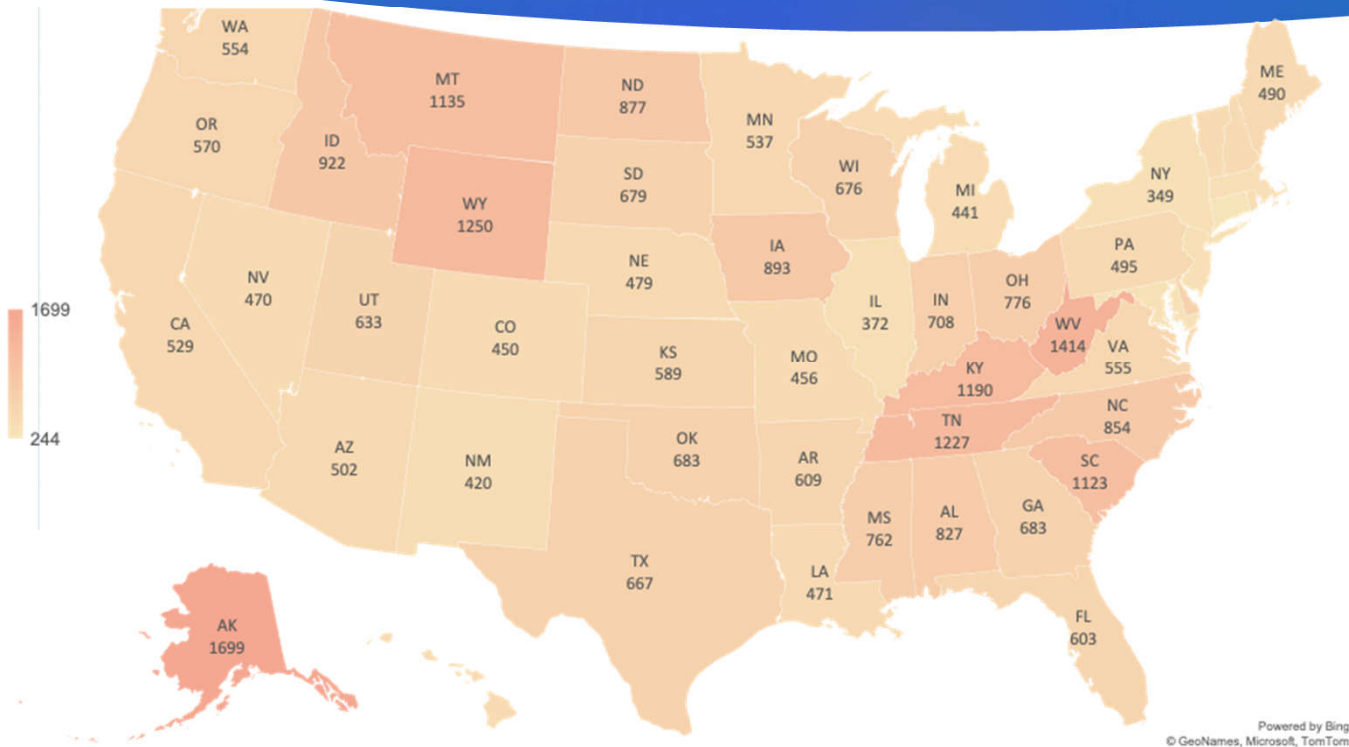 WA
554
MT
1135
ND
877
MN
537
ME
490
OR
570
ID
922
WI
676
SD
679
MI
441
NY
349
WY
1250
IA
893
PA
495
NE
479
NV
470
UT
633
CO
450
IL
372
IN
708
OH
776
WV
1414
VA
555
CA
529
KS
589
MO
456
KY
1190
1699
244
NC
854
TN
1227
AZ
502
NM
420
OK
683
AR
609
SC
1123
MS
762
AL
827
GA
683
TX
667
LA
471
FL
603
AK
1699
Powered by Bing
© GeoNames, Microsoft, TomTom